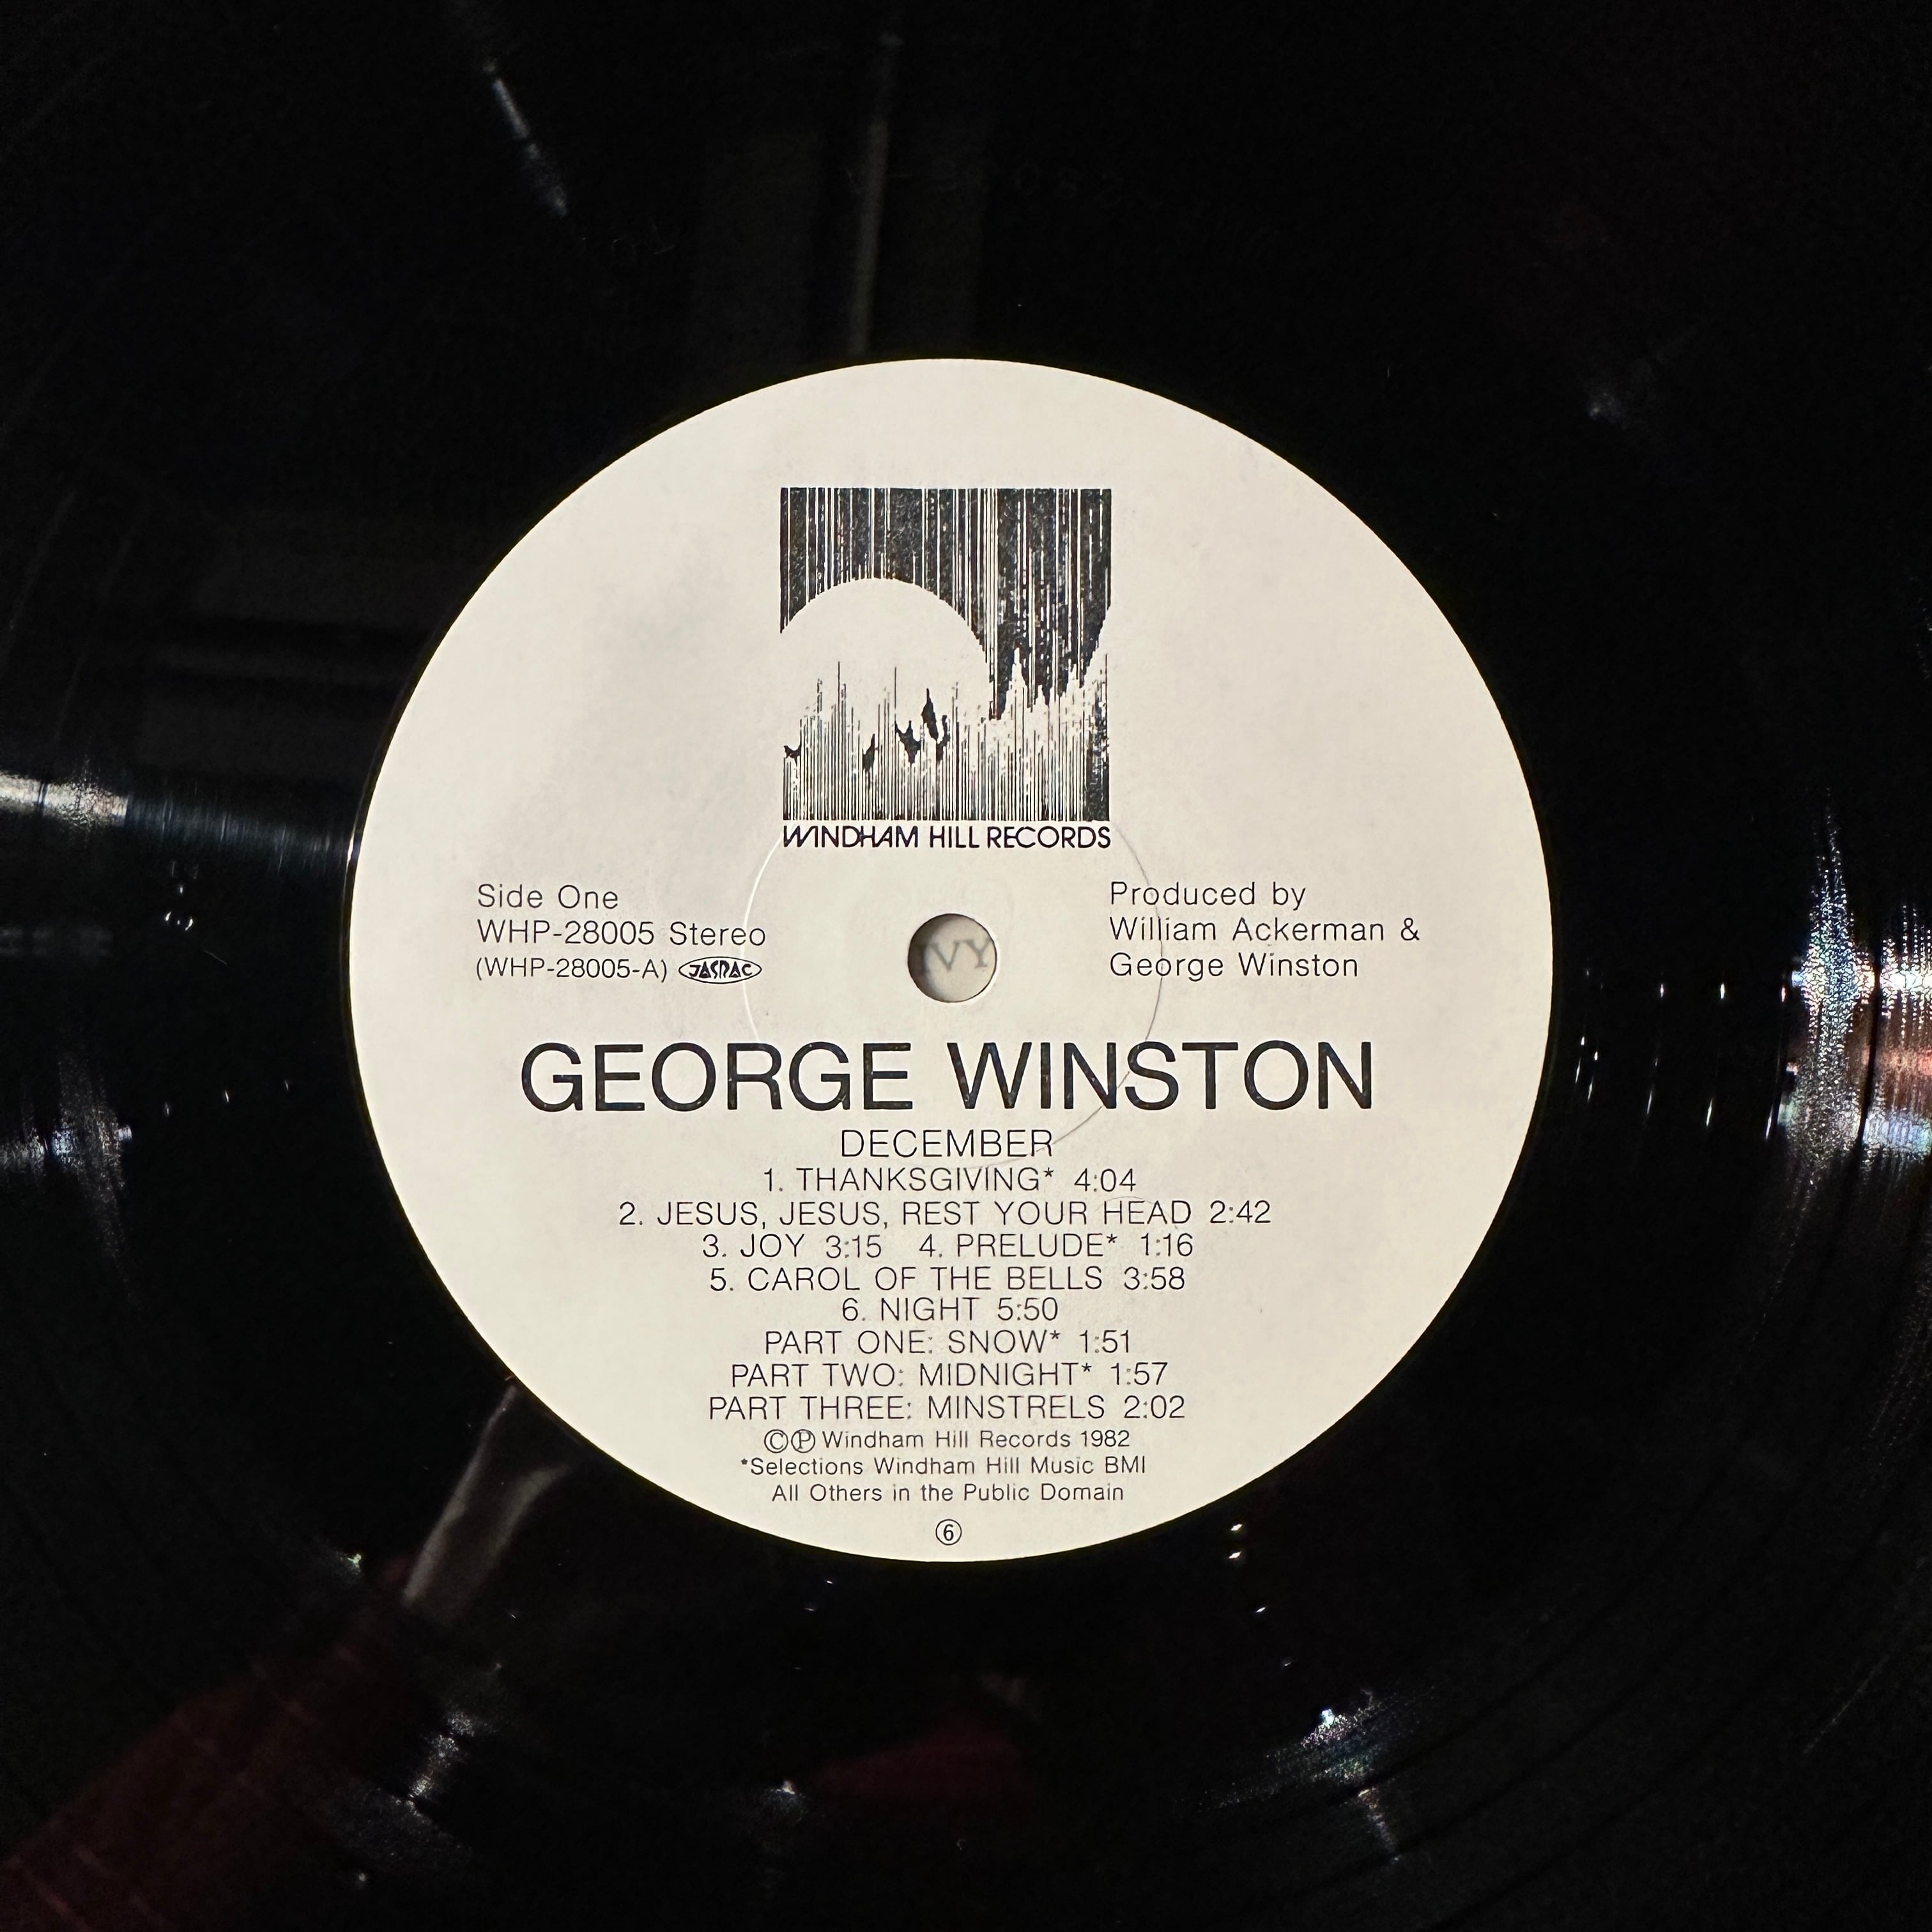 WINDHAM HILL RECORDS
Side One
WHP-28005 Stereo
(WHP-28005-A) JASRAC
Produced by
William Ackerman &
George Winston
IVY
GEORGE WINSTON
DECEMBER
1. THANKSGIVING* 4:04
2. JESUS, JESUS, REST YOUR HEAD 2:42
3. JOY 3:15 4. PRELUDE* 1:16
5. CAROL OF THE BELLS 3:58
6. NIGHT 5:50
PART ONE: SNOW* 1:51
PART TWO: MIDNIGHT* 1:57
PART THREE: MINSTRELS 2:02
©℗ Windham Hill Records 1982
*Selections Windham Hill Music BMI
All Others in the Public Domain
⑥